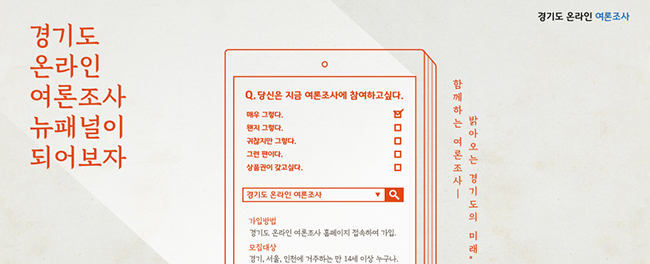 경기도 온라인 여론조사
경기도
온라인
여론조사
뉴패널이
되어보자
Q. 당신은 지금 여론조사에 참여하고싶다.
매우 그렇다.
왠지 그렇다.
귀찮지만 그렇다.
그런 편이다.
상품권이 갖고싶다.
경기도 온라인 여론조사
가입방법
경기도 온라인 여론조사 홈페이지 접속하여 가입.
모집대상
경기, 서울, 인천에 거주하는 만 14세 이상 누구나.
함께하는 여론조사
밝아오는 경기도의 미래